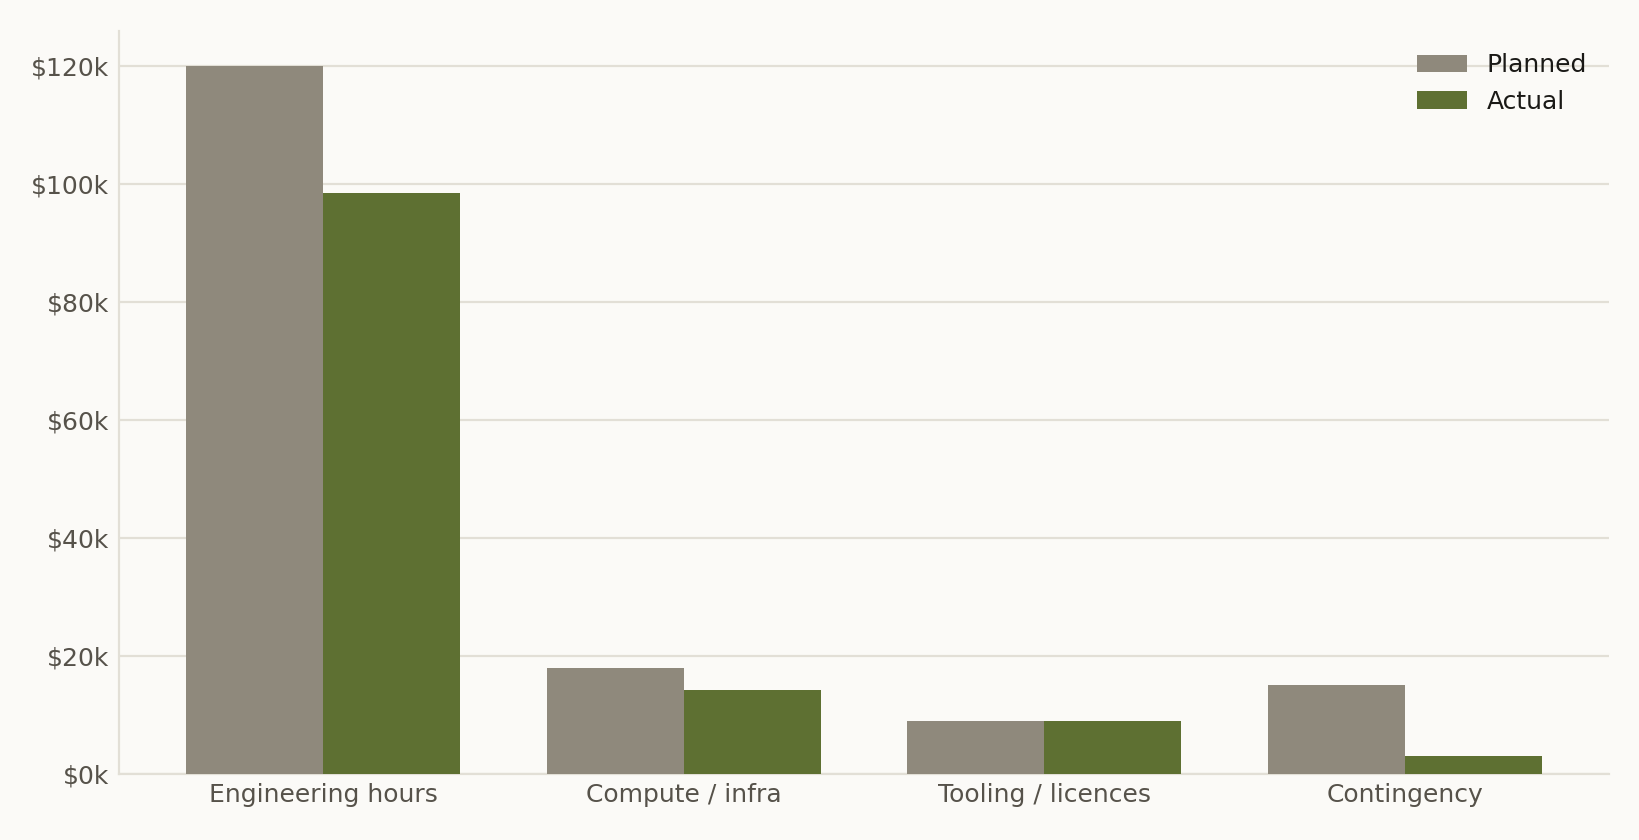 $120k
$100k
$80k
$60k
$40k
$20k
$0k
Planned
Actual
Engineering hours
Compute / infra
Tooling / licences
Contingency